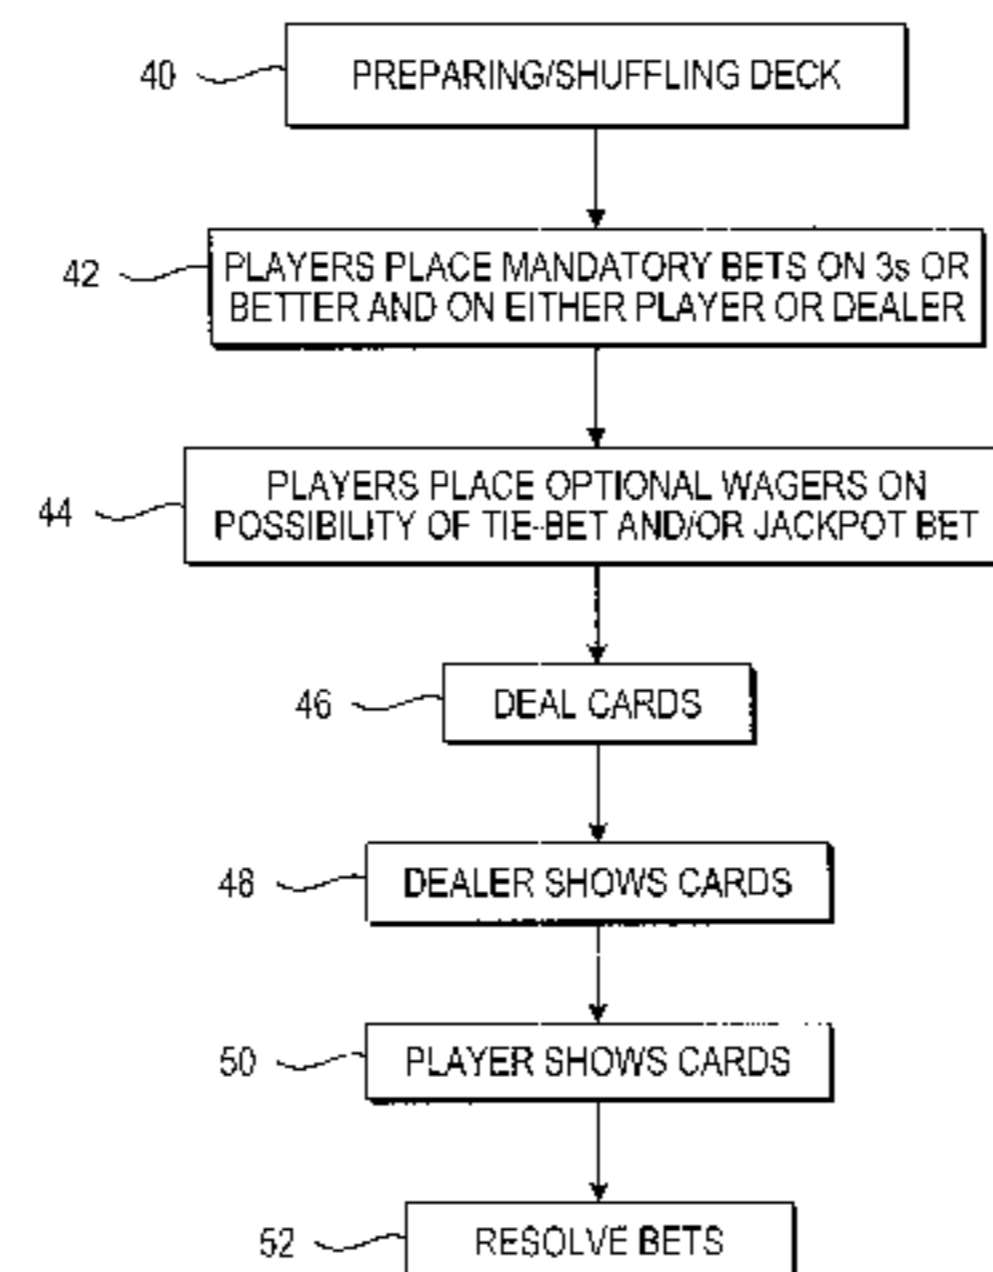 40 PREPARING/SHUFFLING DECK
42 PLAYERS PLACE MANDATORY BETS ON 3s OR
BETTER AND ON EITHER PLAYER OR DEALER
44 PLAYERS PLACE OPTIONAL WAGERS ON
POSSIBILITY OF TIE-BET AND/OR JACKPOT BET
46 DEAL CARDS
48 DEALER SHOWS CARDS
50 PLAYER SHOWS CARDS
52 RESOLVE BETS